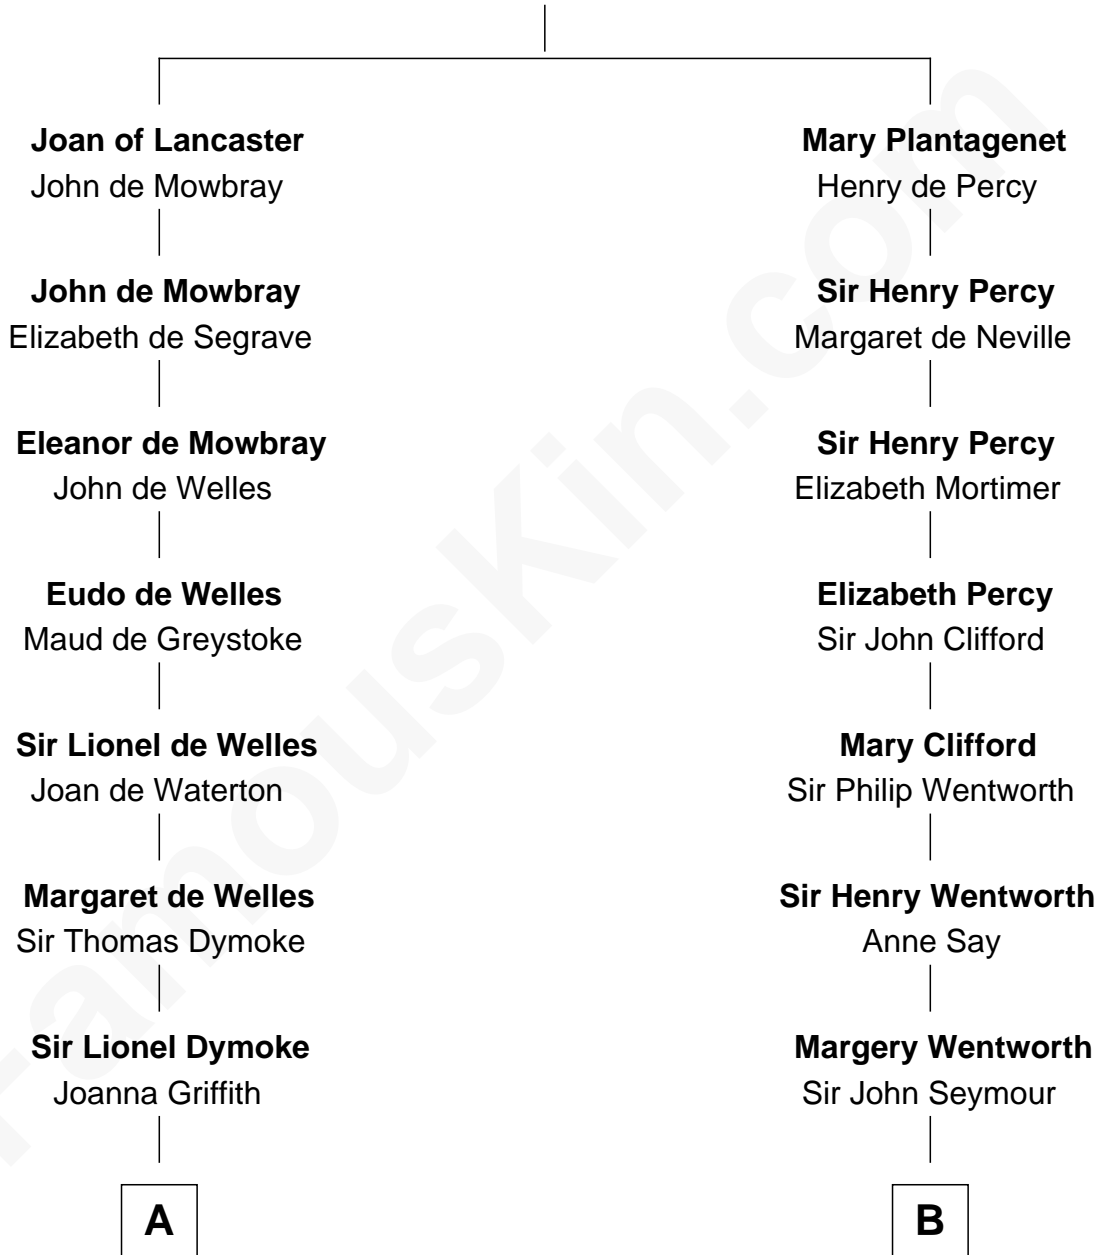 Joan of Lancaster
John de Mowbray
John de Mowbray
Elizabeth de Segrave
Eleanor de Mowbray
John de Welles
Eudo de Welles
Maud de Greystoke
Sir Lionel de Welles
Joan de Waterton
Margaret de Welles
Sir Thomas Dymoke
Sir Lionel Dymoke
Joanna Griffith
A
Mary Plantagenet
Henry de Percy
Sir Henry Percy
Margaret de Neville
Sir Henry Percy
Elizabeth Mortimer
Elizabeth Percy
Sir John Clifford
Mary Clifford
Sir Philip Wentworth
Sir Henry Wentworth
Anne Say
Margery Wentworth
Sir John Seymour
B
FamousKin.com